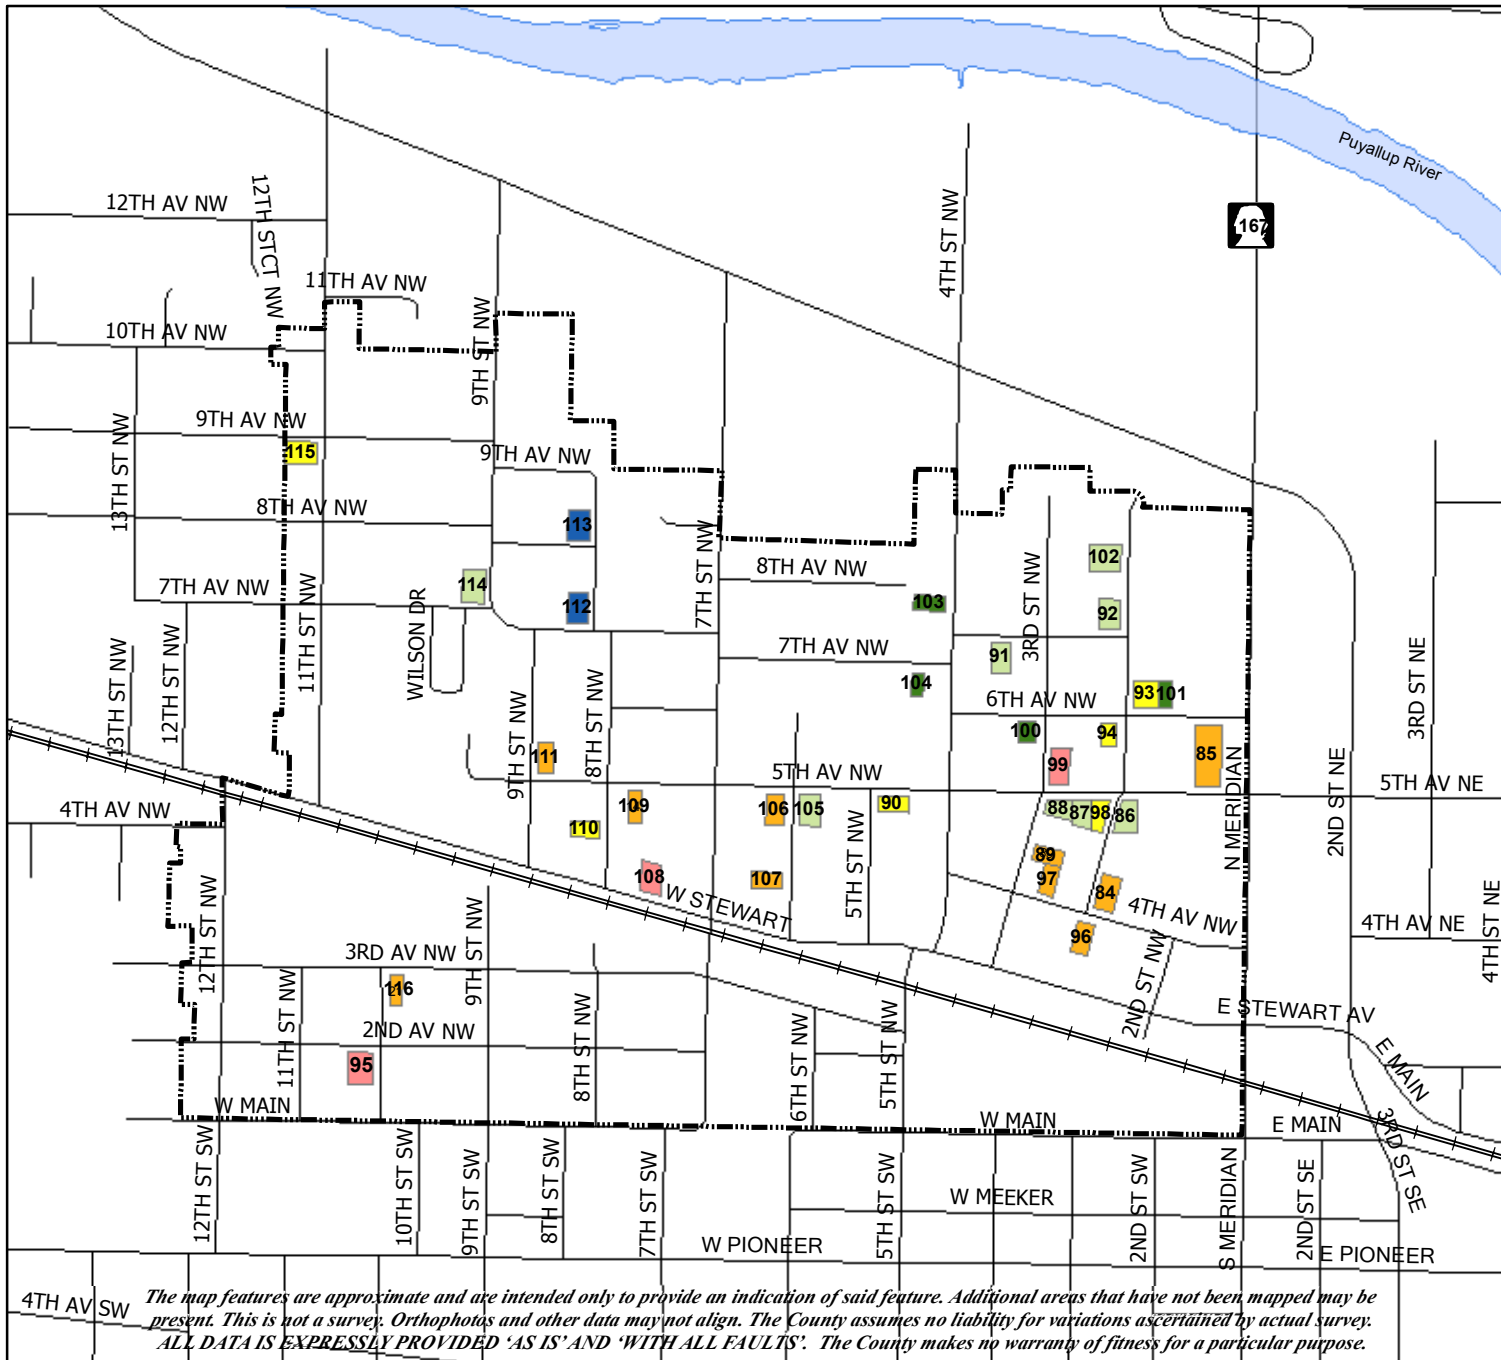 Puyallup River
167
12TH AV NW
12TH STCT NW
4TH ST NW
11TH AV NW
9TH ST NW
10TH AV NW
9TH AV NW
13TH ST NW
115
9TH AV NW
8TH AV NW
113
7TH ST NW
102
8TH AV NW
3RD ST NW
114
7TH AV NW
112
103
92
11TH ST NW
WILSON DR
7TH AV NW
91
13TH ST NW
12TH ST NW
104
93
101
6TH AV NW
3RD ST NE
9TH ST NW
8TH ST NW
100
94
111
99
85
5TH AV NW
5TH AV NE
N MERIDIAN
2ND ST NE
4TH AV NW
109
106
105
90
88
87
98
86
110
5TH ST NW
89
108
107
97
84
W STEWART
4TH AV NW
4TH AV NE
4TH ST NE
12TH ST NW
96
3RD AV NW
9TH ST NW
2ND ST NW
116
11TH ST NW
8TH ST NW
6TH ST NW
5TH ST NW
E STEWART AV
2ND AV NW
95
E MAIN
W MAIN
W MAIN
E MAIN
3RD ST SE
12TH ST SW
10TH ST SW
9TH ST SW
8TH ST SW
7TH ST SW
5TH ST SW
W MEEKER
2ND ST SW
S MERIDIAN
2ND ST SE
W PIONEER
E PIONEER
4TH AV SW
The map features are approximate and are intended only to provide an indication of said feature. Additional areas that have not been mapped may be
present. This is not a survey. Orthophotos and other data may not align. The County assumes no liability for variations ascertained by actual survey.
ALL DATA IS EXPRESSLY PROVIDED ‘AS IS’ AND ‘WITH ALL FAULTS’. The County makes no warranty of fitness for a particular purpose.